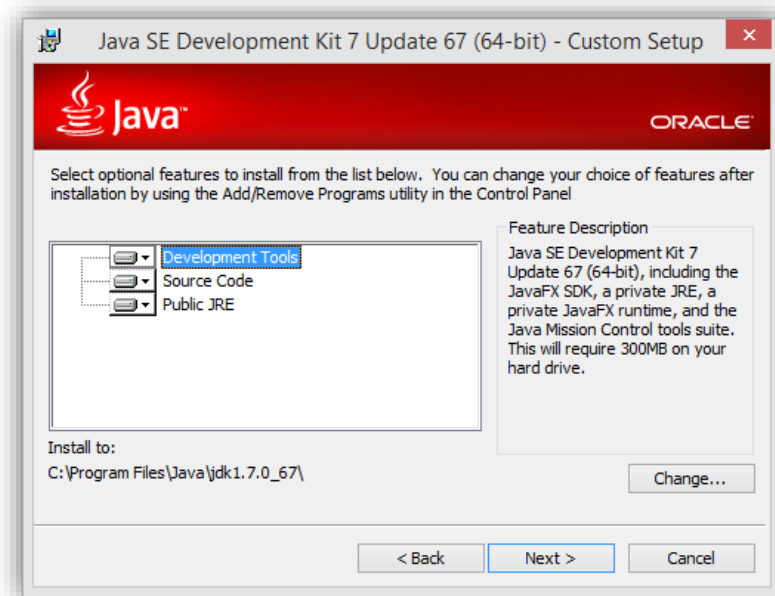 Java SE Development Kit 7 Update 67 (64-bit) - Custom Setup
Java™
ORACLE
Select optional features to install from the list below. You can change your choice of features after
installation by using the Add/Remove Programs utility in the Control Panel
Development Tools
Source Code
Public JRE
Feature Description
Java SE Development Kit 7
Update 67 (64-bit), including the
JavaFX SDK, a private JRE, a
private JavaFX runtime, and the
Java Mission Control tools suite.
This will require 300MB on your
hard drive.
Install to:
C:\Program Files\Java\jdk1.7.0_67\
Change...
< Back
Next >
Cancel